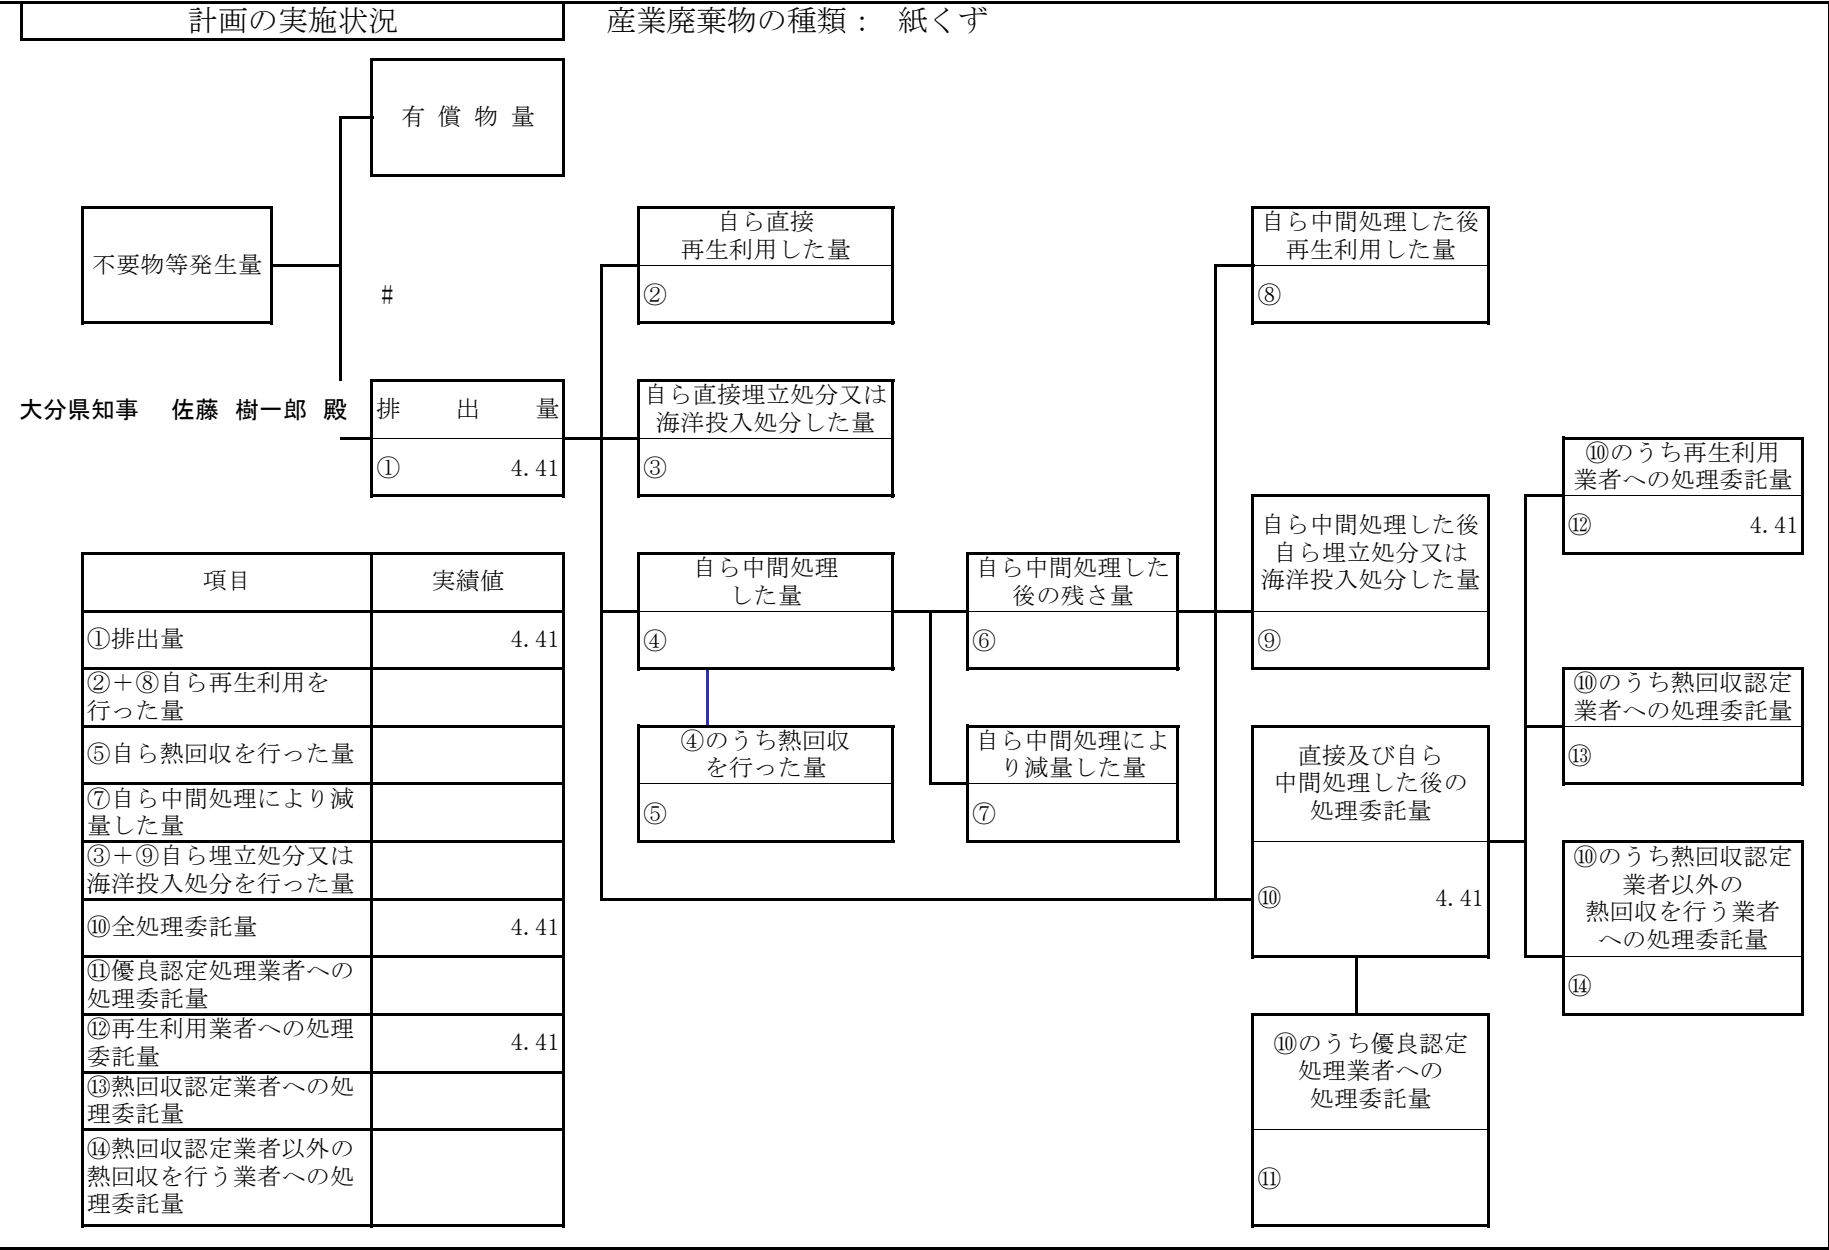 計画の実施状況
産業廃棄物の種類： 紙くず
有 償 物 量
不要物等発生量
#
大分県知事 佐藤 樹一郎 殿
排 出 量
① 4.41
自ら直接
再生利用した量
②
自ら直接埋立処分又は
海洋投入処分した量
③
自ら中間処理
した量
④
④のうち熱回収
を行った量
⑤
自ら中間処理した
後の残さ量
⑥
自ら中間処理によ
り減量した量
⑦
自ら中間処理した後
再生利用した量
⑧
自ら中間処理した後
自ら埋立処分又は
海洋投入処分した量
⑨
直接及び自ら
中間処理した後の
処理委託量
⑩ 4.41
⑩のうち優良認定
処理業者への
処理委託量
⑪
⑩のうち再生利用
業者への処理委託量
⑫ 4.41
⑩のうち熱回収認定
業者への処理委託量
⑬
⑩のうち熱回収認定
業者以外の
熱回収を行う業者
への処理委託量
⑭
項目 実績値
①排出量 4.41
②＋⑧自ら再生利用を
行った量
⑤自ら熱回収を行った量
⑦自ら中間処理により減
量した量
③＋⑨自ら埋立処分又は
海洋投入処分を行った量
⑩全処理委託量 4.41
⑪優良認定処理業者への
処理委託量
⑫再生利用業者への処理
委託量 4.41
⑬熱回収認定業者への処
理委託量
⑭熱回収認定業者以外の
熱回収を行う業者への処
理委託量